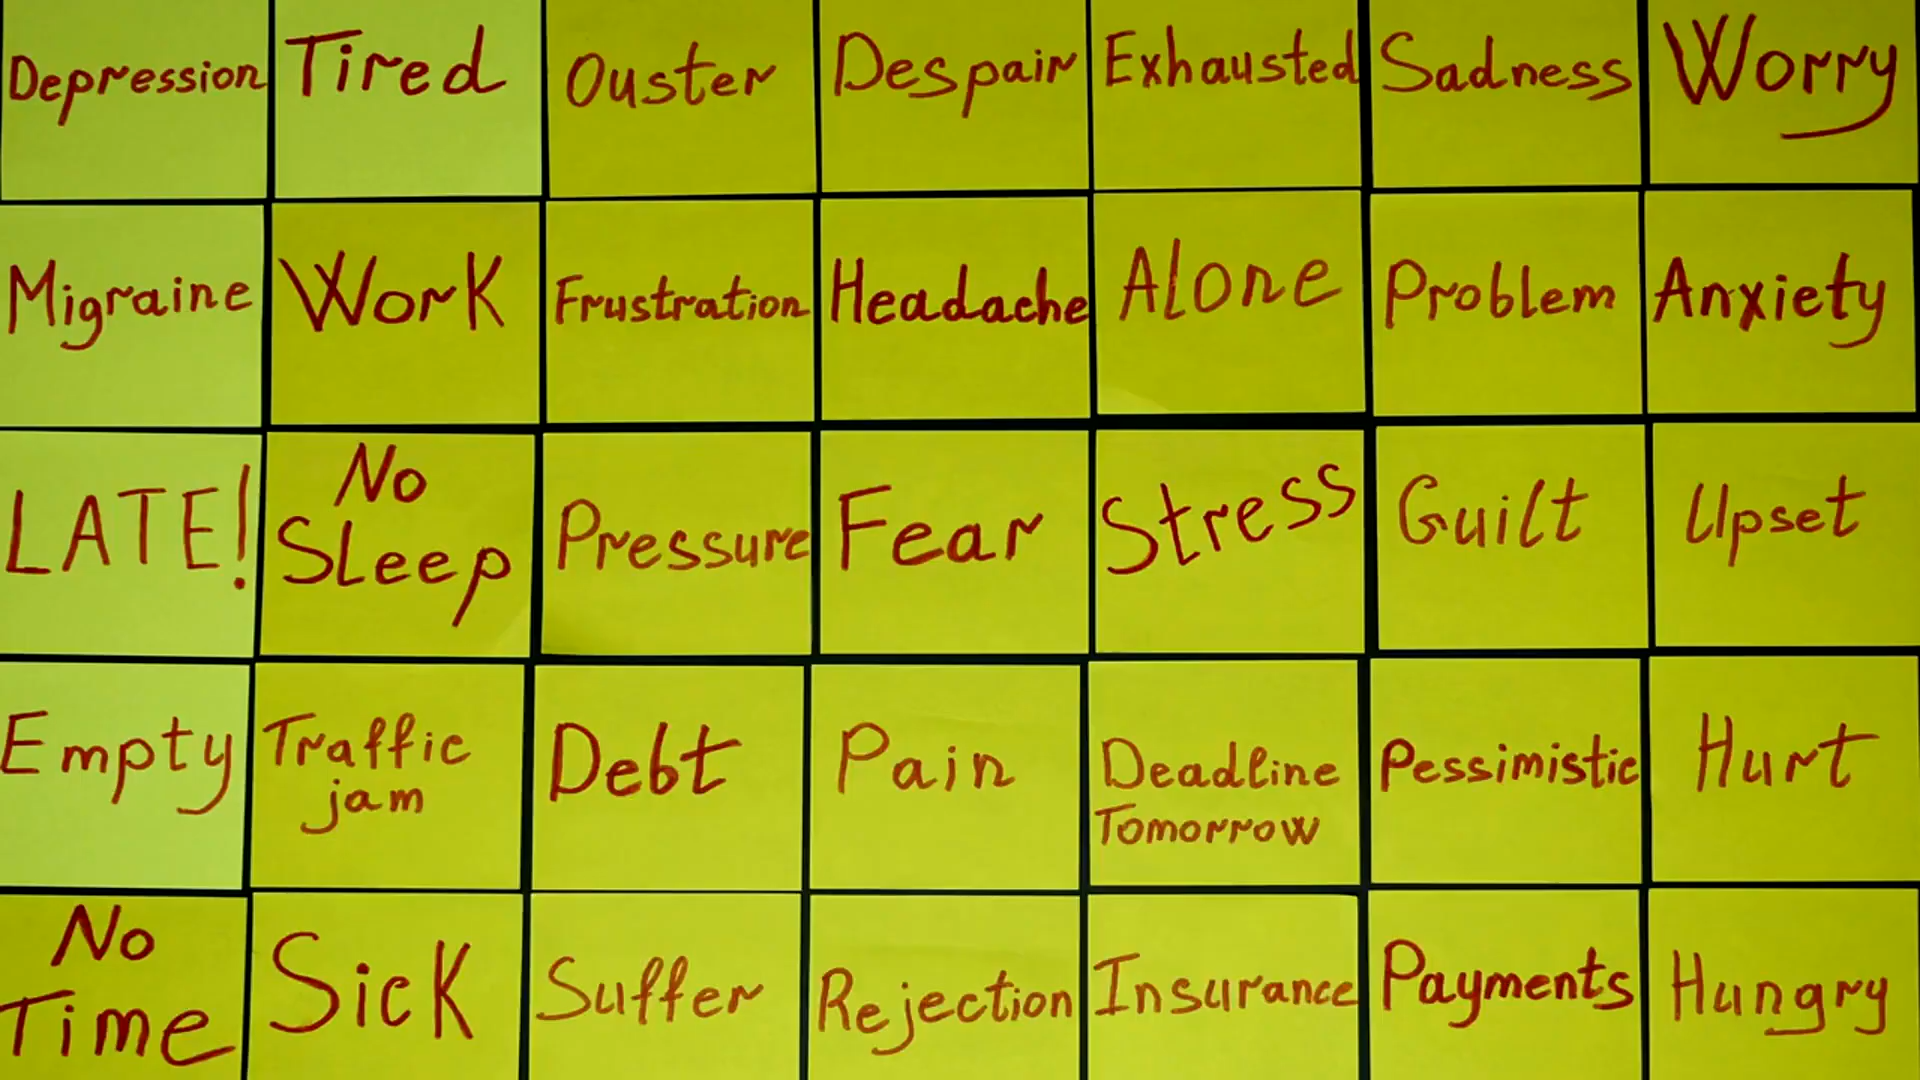 Depression Tired Ouster Despair Exhausted Sadness Worry
Migraine Work Frustration Headache Alone Problem Anxiety
LATE! No Sleep Pressure Fear Stress Guilt Upset
Empty Traffic jam Debt Pain Deadline Tomorrow Pessimistic Hurt
No Time Sick Suffer Rejection Insurance Payments Hungry